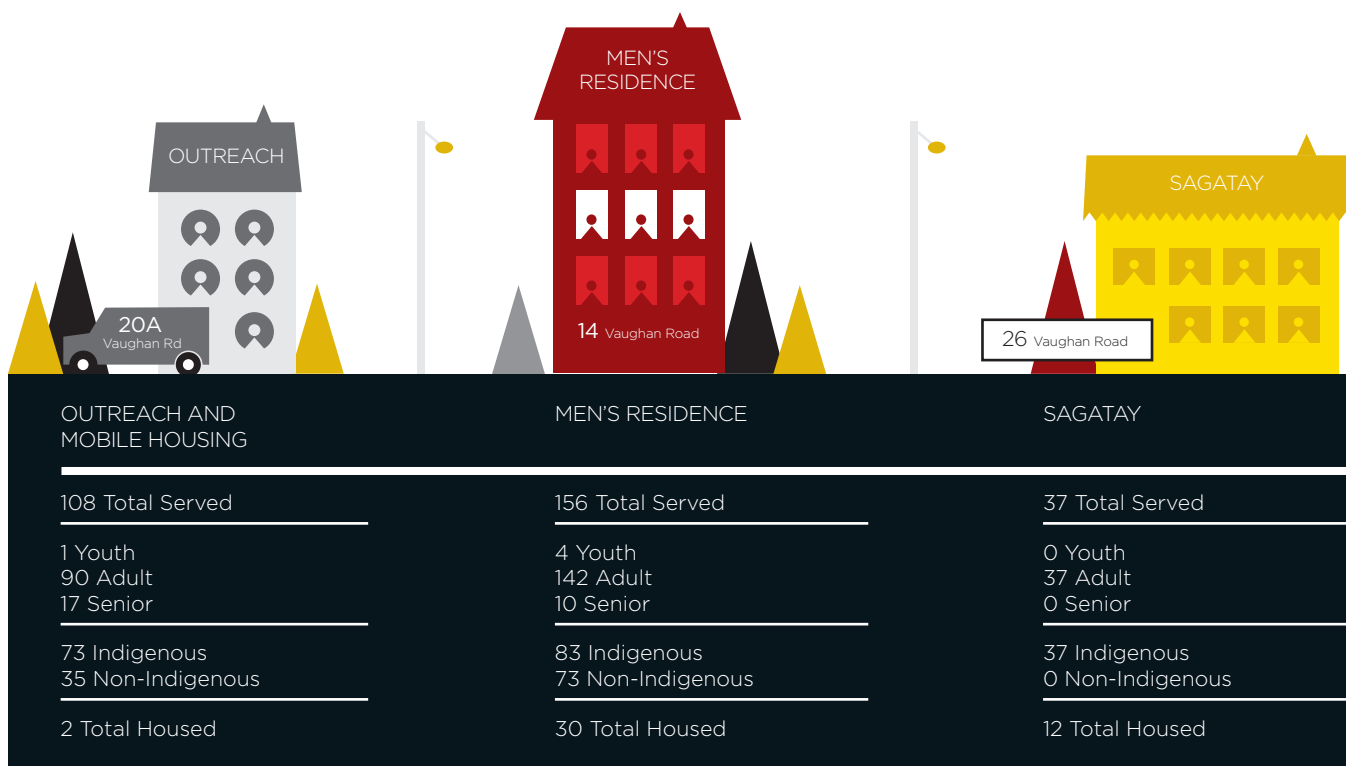 OUTREACH
20A
Vaughan Rd
MEN'S
RESIDENCE
14 Vaughan Road
SAGATAY
26 Vaughan Road
OUTREACH AND
MOBILE HOUSING
108 Total Served
1 Youth
90 Adult
17 Senior
73 Indigenous
35 Non-Indigenous
2 Total Housed
MEN'S RESIDENCE
156 Total Served
4 Youth
142 Adult
10 Senior
83 Indigenous
73 Non-Indigenous
30 Total Housed
SAGATAY
37 Total Served
0 Youth
37 Adult
0 Senior
37 Indigenous
0 Non-Indigenous
12 Total Housed